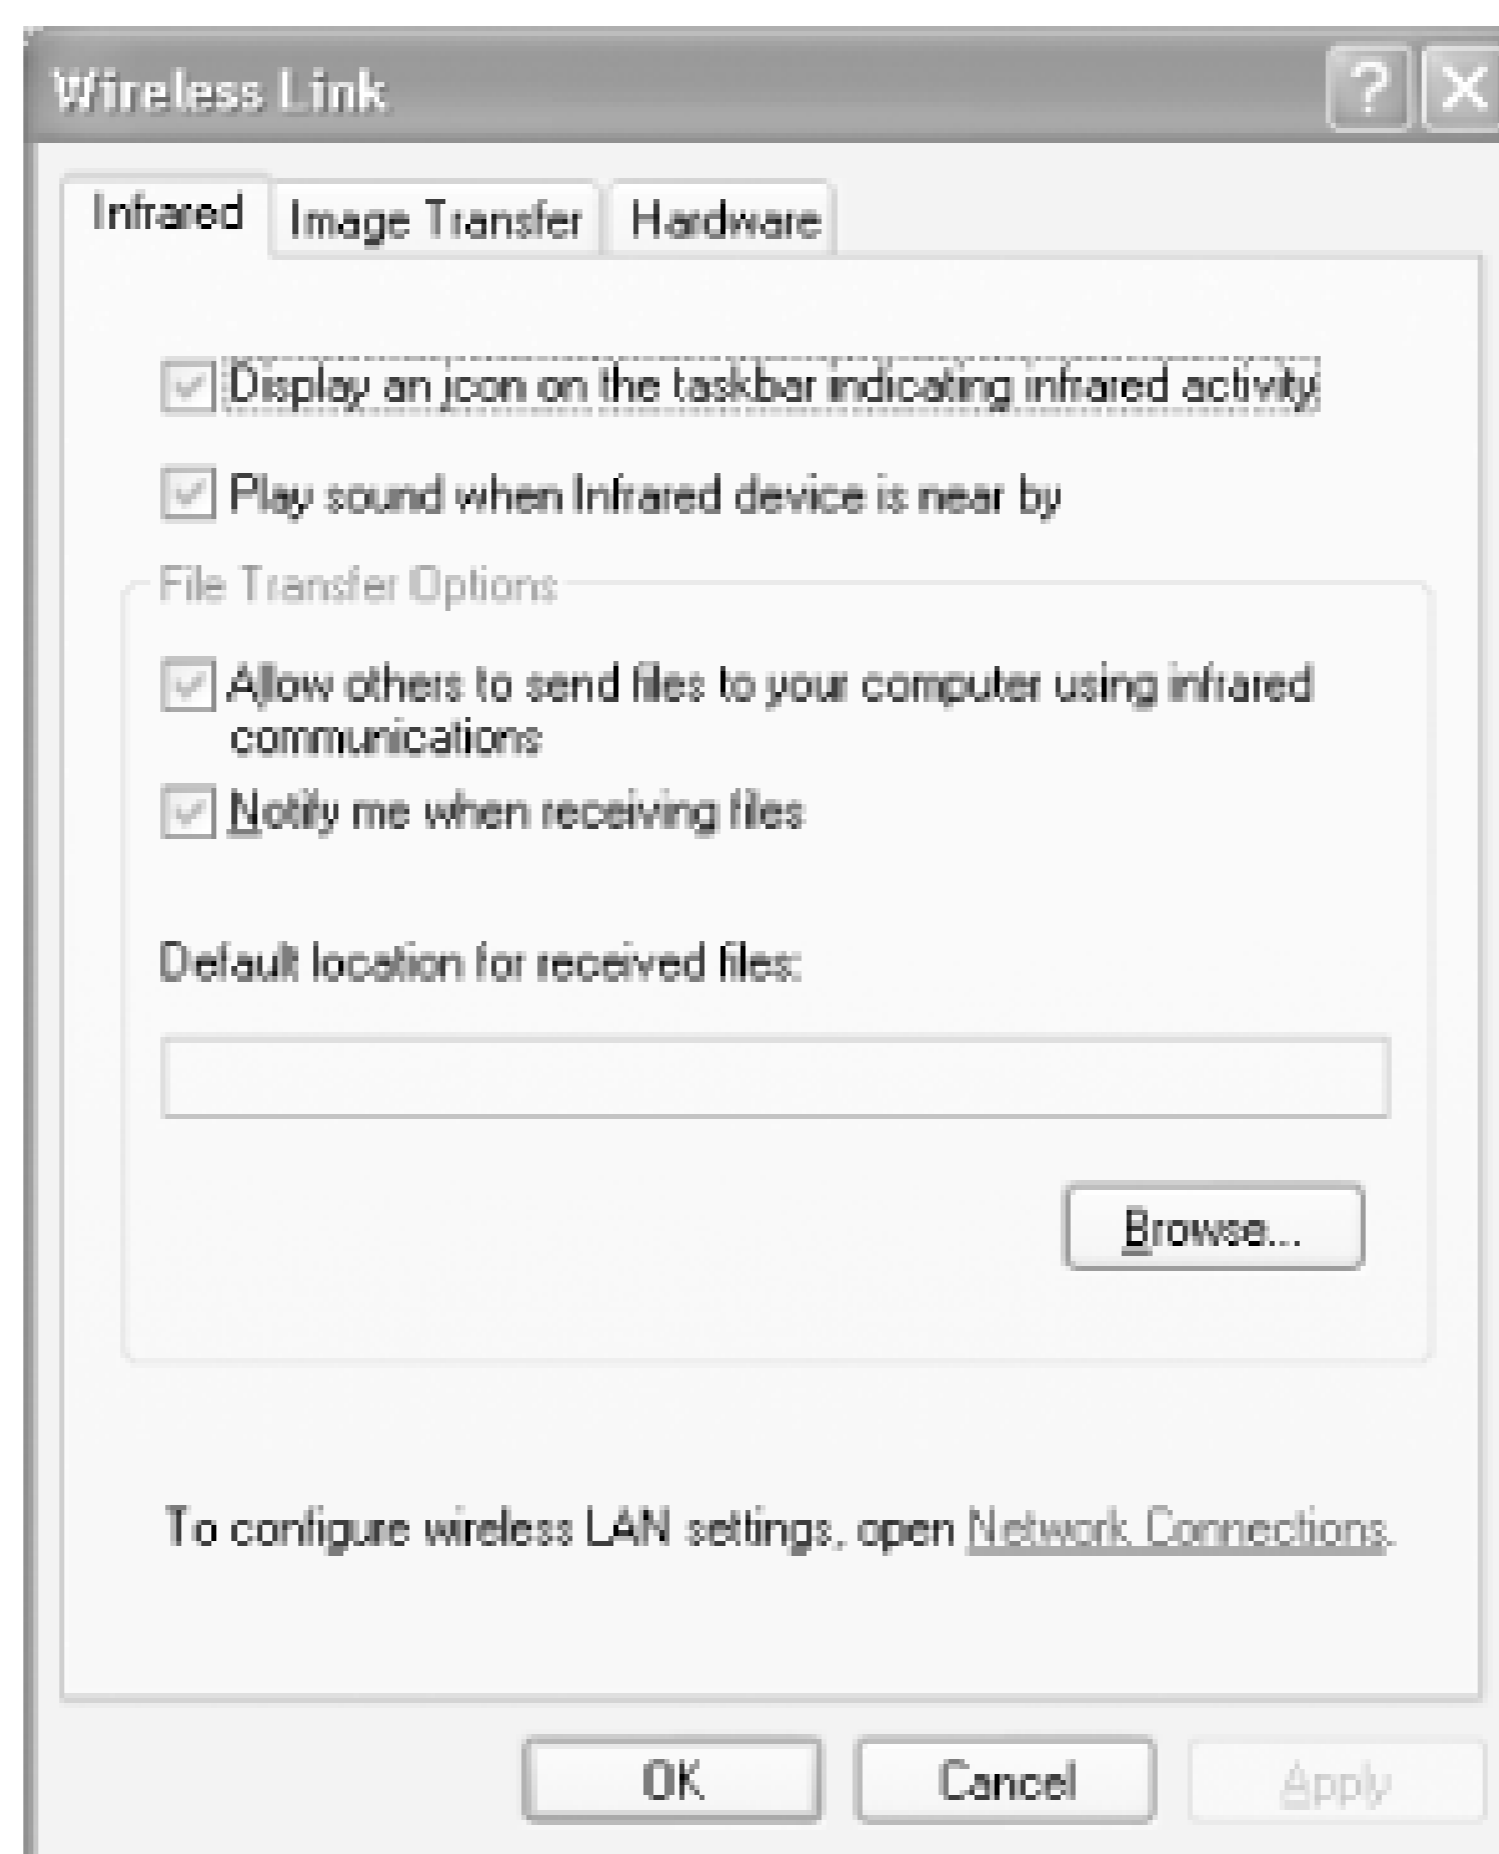 Wireless Link
Infrared Image Transfer Hardware
Display an icon on the taskbar indicating infrared activity
Play sound when Infrared device is near by
File Transfer Options
Allow others to send files to your computer using infrared
communications
Notify me when receiving files
Default location for received files:
Browse...
To configure wireless LAN settings, open Network Connections.
OK Cancel Apply